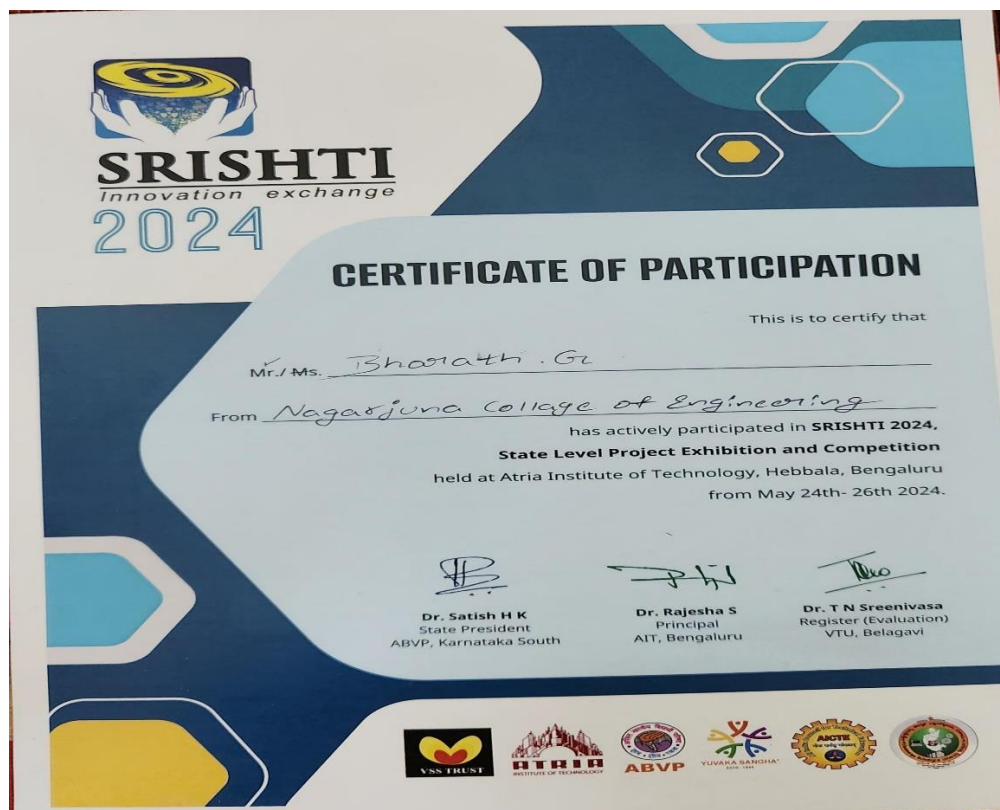 SRISHTI
Innovation exchange
2024
CERTIFICATE OF PARTICIPATION
This is to certify that
Mr./Ms. Bharath. G
From Nagarjuna Collage of Engineering
has actively participated in SRISHTI 2024,
State Level Project Exhibition and Competition
held at Atria Institute of Technology, Hebbala, Bengaluru
from May 24th- 26th 2024.
Dr. Satish H K
State President
ABVP, Karnataka South
Dr. Rajesha S
Principal
AIT, Bengaluru
Dr. T N Sreenivasa
Register (Evaluation)
VTU, Belagavi
VSS TRUST
ATRIA
INSTITUTE OF TECHNOLOGY
ABVP
YUVAKA SANGHA
AICTE